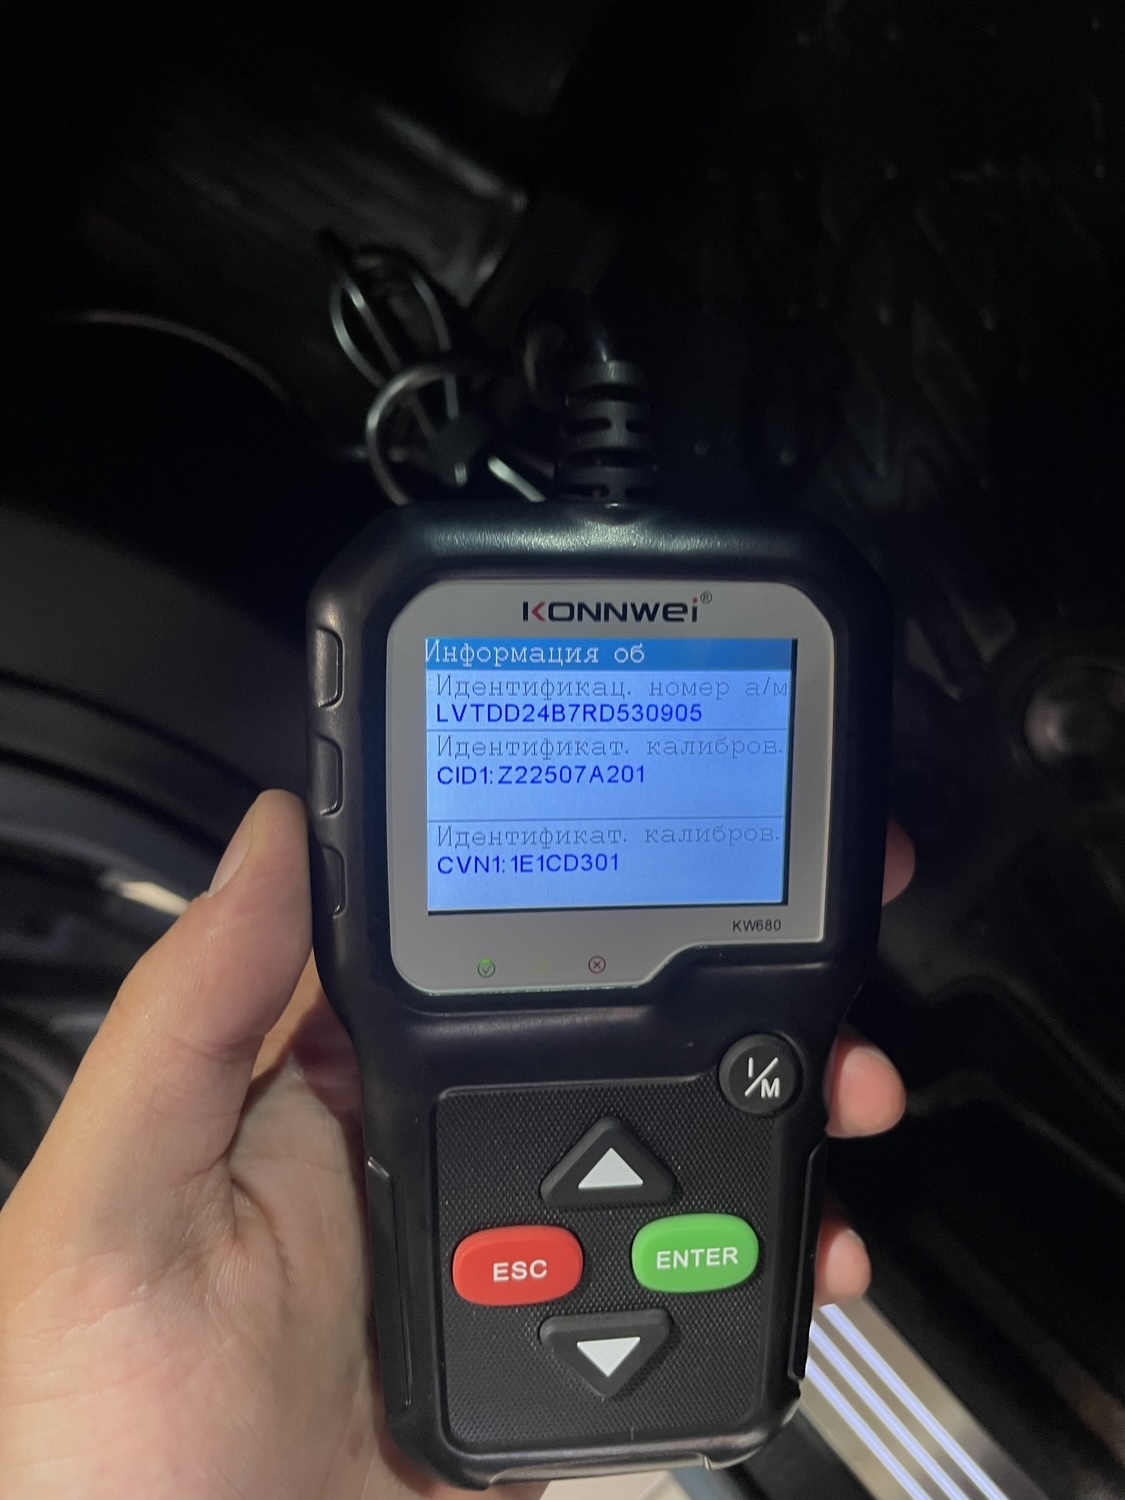 KONNWEI®
Информация об
Идентификац. номер а/м
LVTDD24B7RD530905
Идентификат. калибров.
CID1:Z22507A201
Идентификат. калибров.
CVN1:1E1CD301
KW680
I/M
ESC
ENTER